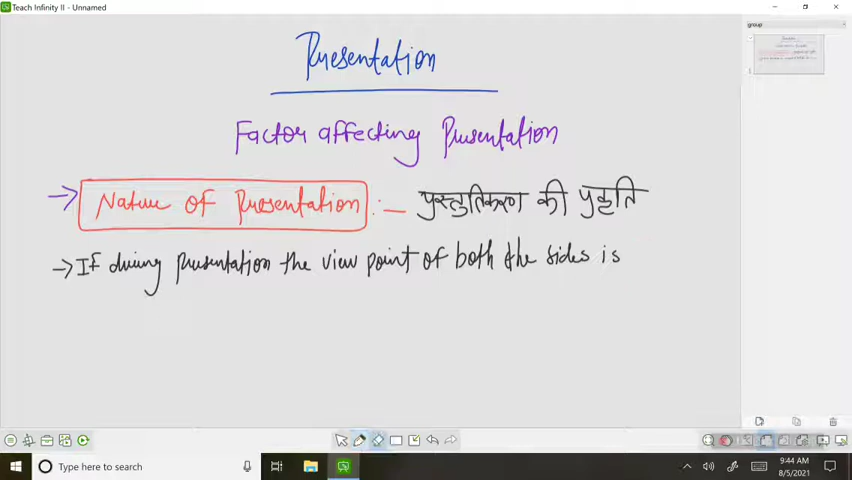 Teach Infinity II - Unnamed
group
Presentation
Factor affecting Presentation
→ Nature of Presentation :- प्रस्तुतिकरण की प्रकृति
→ If during presentation the view point of both the sides is
Type here to search
9:44 AM
8/5/2021